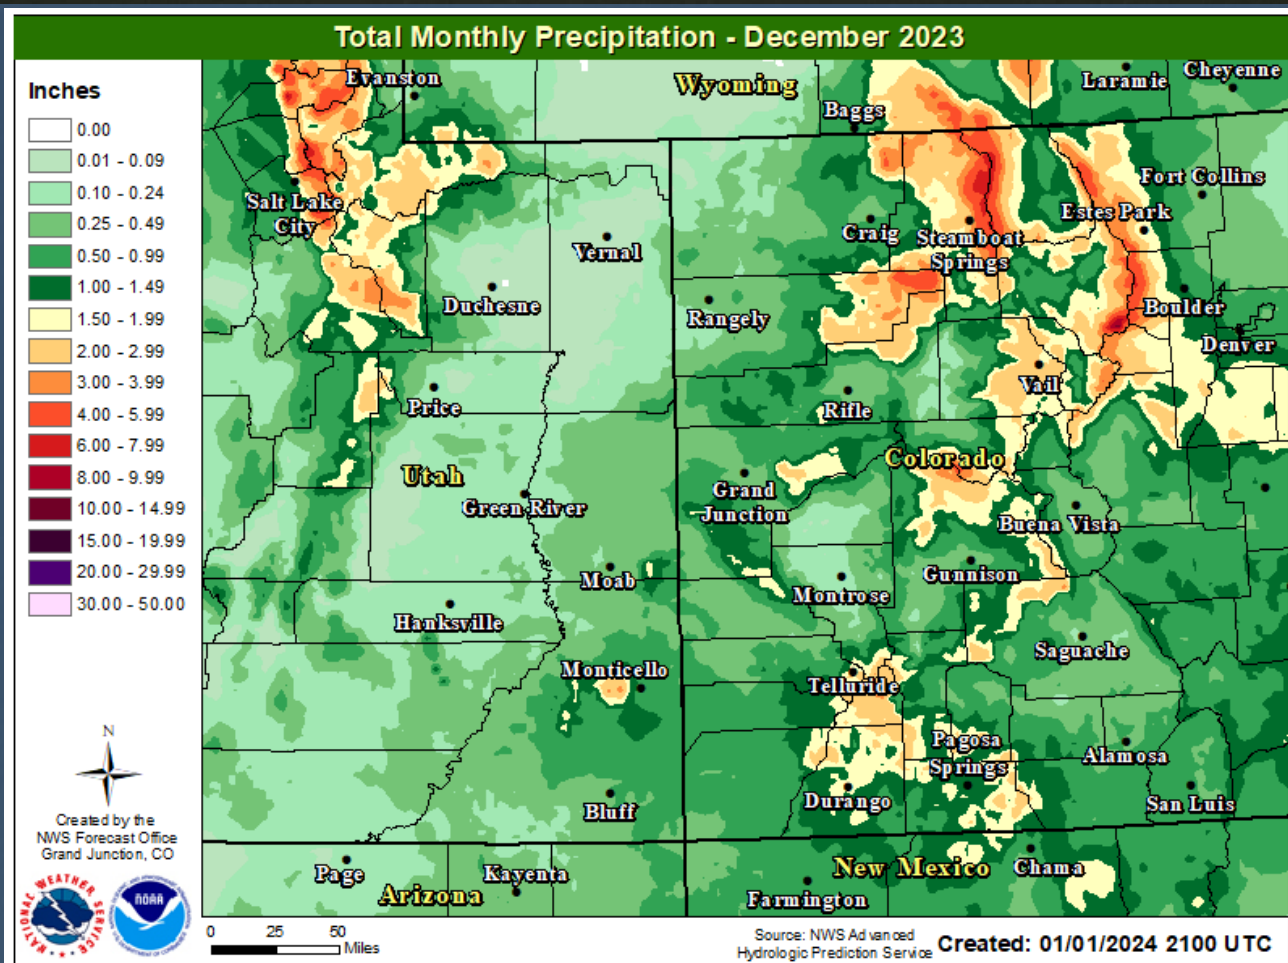 Total Monthly Precipitation - December 2023
Inches
0.00
0.01 - 0.09
0.10 - 0.24
0.25 - 0.49
0.50 - 0.99
1.00 - 1.49
1.50 - 1.99
2.00 - 2.99
3.00 - 3.99
4.00 - 5.99
6.00 - 7.99
8.00 - 9.99
10.00 - 14.99
15.00 - 19.99
20.00 - 29.99
30.00 - 50.00
N
Created by the
NWS Forecast Office
Grand Junction, CO
NATIONAL WEATHER SERVICE
NOAA
Evanston
Wyoming
Baggs
Laramie
Cheyenne
Salt Lake
City
Vernal
Duchesne
Craig
Steamboat
Springs
Fort Collins
Estes Park
Rangely
Boulder
Denver
Price
Rifle
Vail
Utah
Colorado
Green River
Grand
Junction
Buena Vista
Moab
Montrose
Gunnison
Hanksville
Saguache
Monticello
Telluride
Pagosa
Springs
Alamosa
Bluff
Durango
San Luis
Page
Kayenta
Arizona
New Mexico
Chama
Farmington
0 25 50
Miles
Source: NWS Advanced
Hydrologic Prediction Service
Created: 01/01/2024 2100 UTC